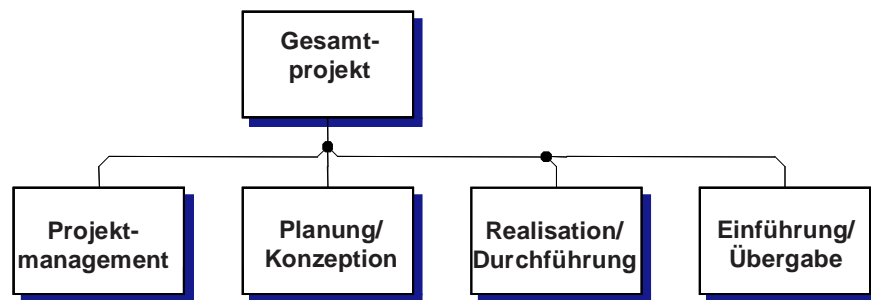 Gesamt-
projekt
Projekt-
management
Planung/
Konzeption
Realisation/
Durchführung
Einführung/
Übergabe